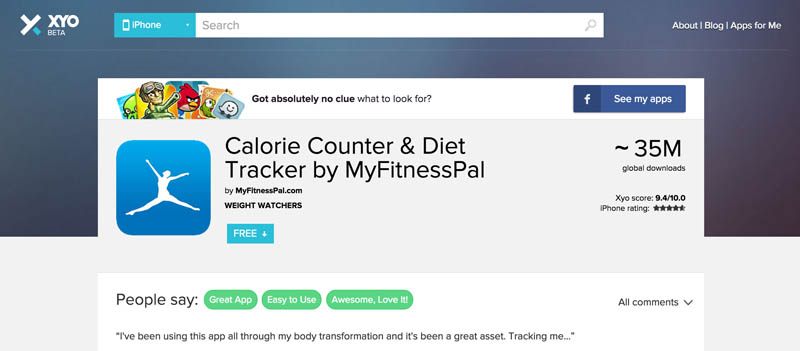 XYO
BETA
iPhone
Search
About | Blog | Apps for Me
Got absolutely no clue what to look for?
f See my apps
Calorie Counter & Diet
Tracker by MyFitnessPal
by MyFitnessPal.com
WEIGHT WATCHERS
FREE
~ 35M
global downloads
Xyo score: 9.4/10.0
iPhone rating:
People say: Great App Easy to Use Awesome, Love It!
All comments
“I've been using this app all through my body transformation and it's been a great asset. Tracking me...”